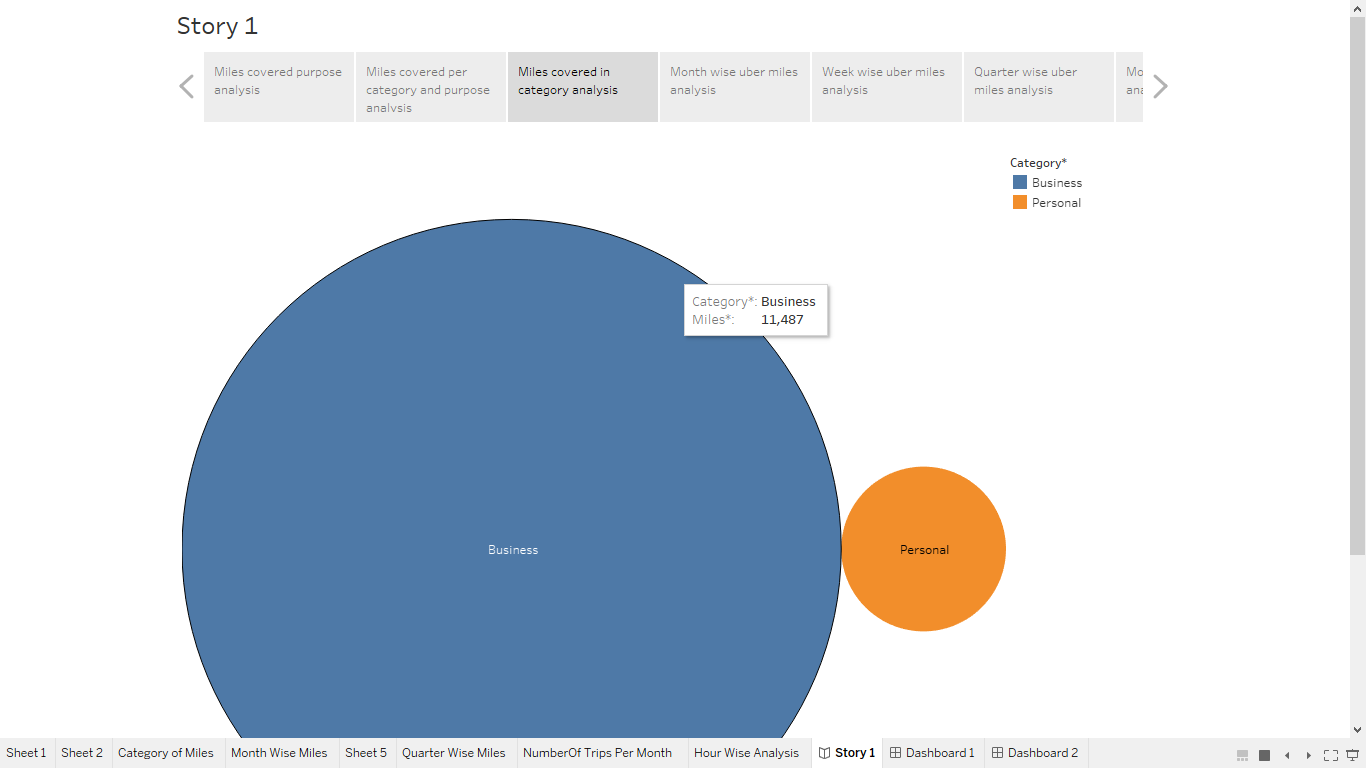 Story 1
Miles covered purpose
analysis
Miles covered per
category and purpose
analysis
Miles covered in
category analysis
Month wise uber miles
analysis
Week wise uber miles
analysis
Quarter wise uber
miles analysis
Category*
Business
Personal
Category*: Business
Miles*: 11,487
Business
Personal
Sheet 1
Sheet 2
Category of Miles
Month Wise Miles
Sheet 5
Quarter Wise Miles
NumberOf Trips Per Month
Hour Wise Analysis
Story 1
Dashboard 1
Dashboard 2